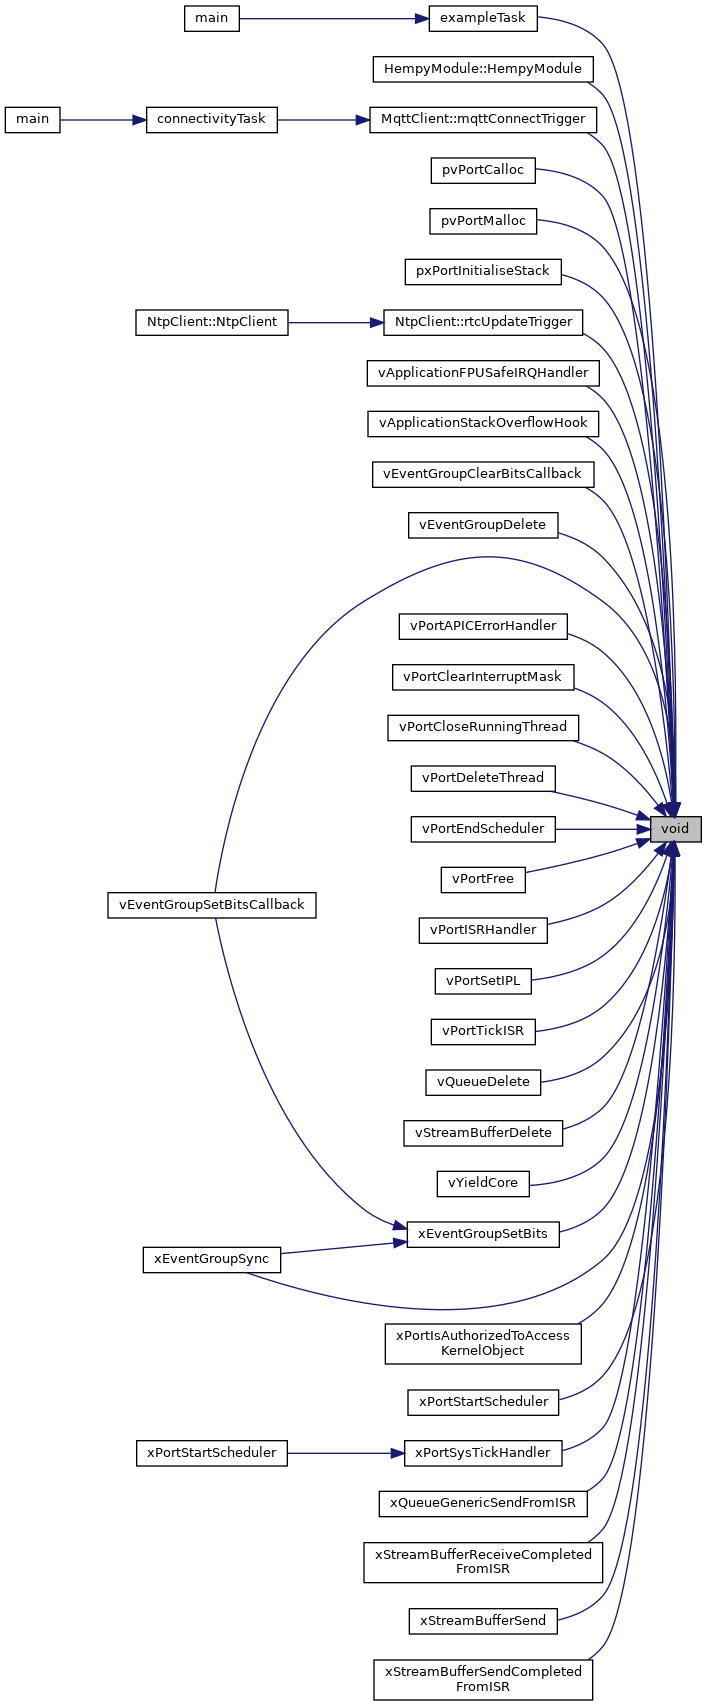 main
exampleTask
HempyModule::HempyModule
main
connectivityTask
MqttClient::mqttConnectTrigger
pvPortCalloc
pvPortMalloc
pxPortInitialiseStack
NtpClient::NtpClient
NtpClient::rtcUpdateTrigger
vApplicationFPUSafeIRQHandler
vApplicationStackOverflowHook
vEventGroupClearBitsCallback
vEventGroupDelete
vPortAPICErrorHandler
vPortClearInterruptMask
vPortCloseRunningThread
vPortDeleteThread
vPortEndScheduler
void
vPortFree
vEventGroupSetBitsCallback
vPortISRHandler
vPortSetIPL
vPortTickISR
vQueueDelete
vStreamBufferDelete
vYieldCore
xEventGroupSetBits
xEventGroupSync
xPortIsAuthorizedToAccess
KernelObject
xPortStartScheduler
xPortStartScheduler
xPortSysTickHandler
xQueueGenericSendFromISR
xStreamBufferReceiveCompleted
FromISR
xStreamBufferSend
xStreamBufferSendCompleted
FromISR